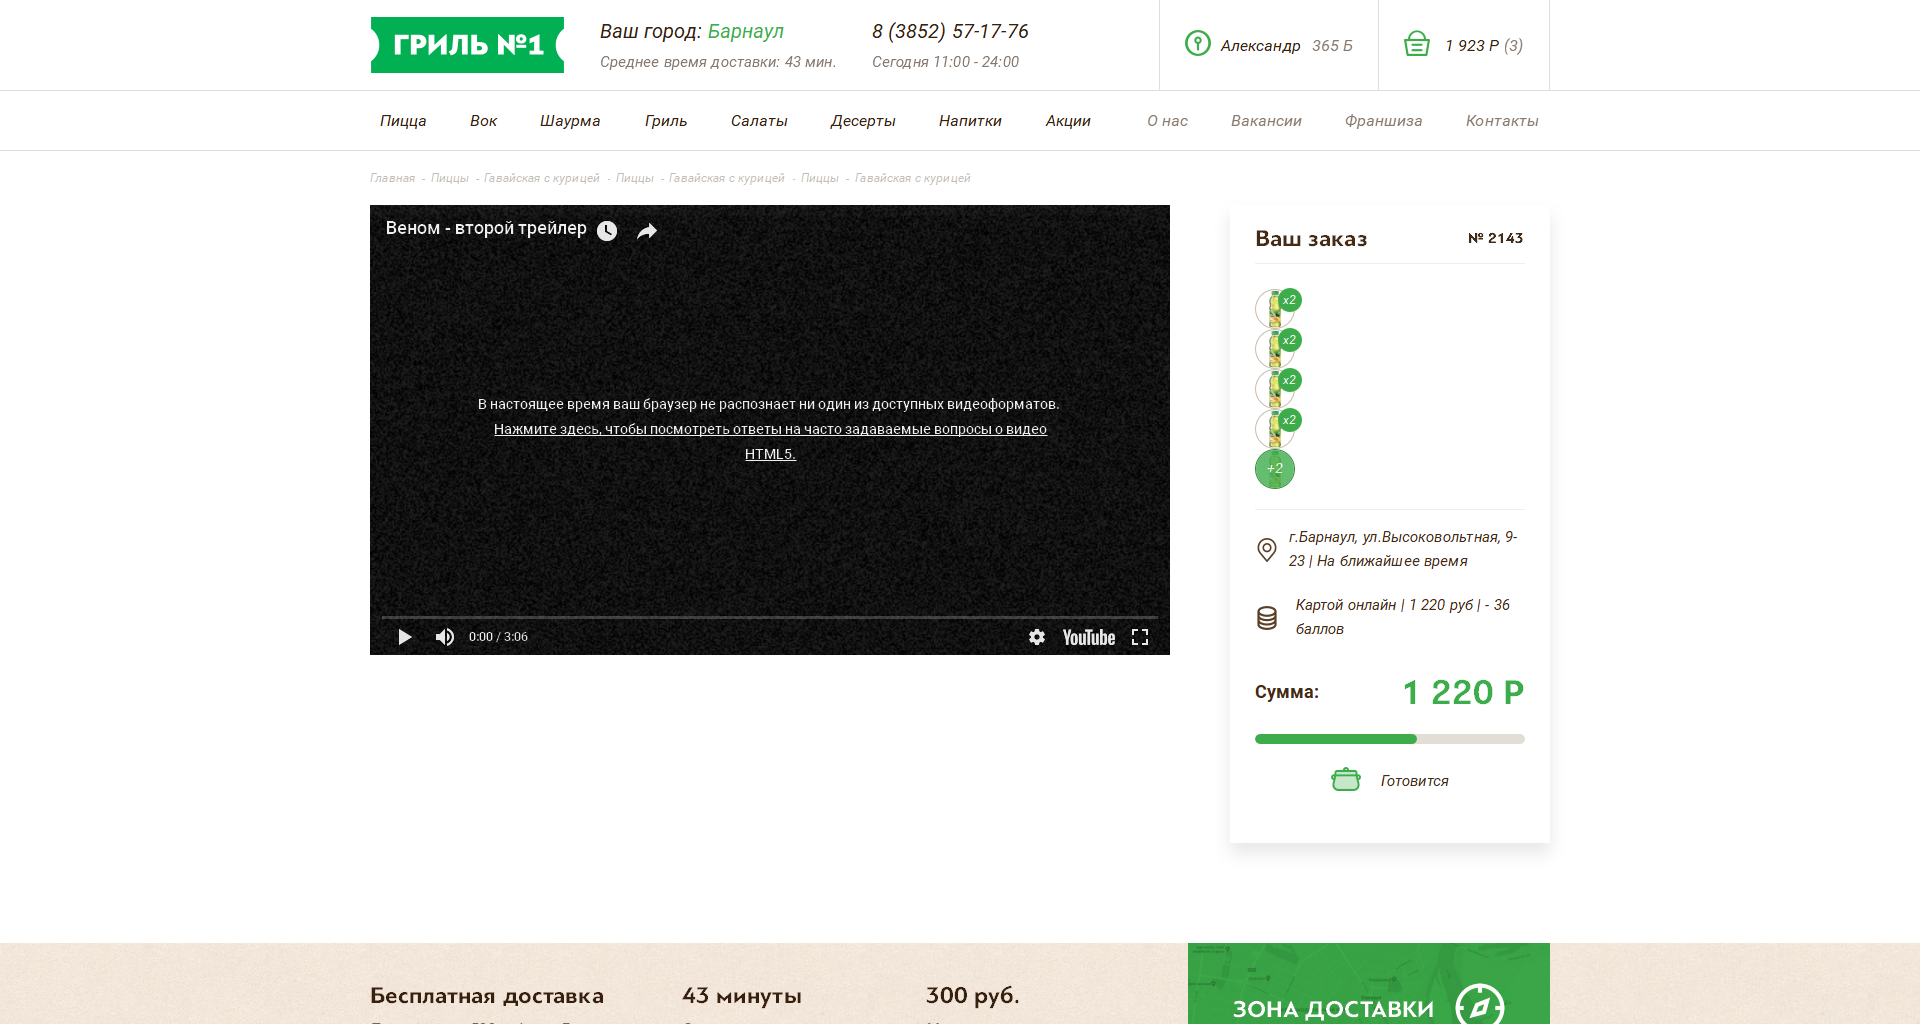 ГРИЛЬ №1
Ваш город: Барнаул
Среднее время доставки: 43 мин.
8 (3852) 57-17-76
Сегодня 11:00 - 24:00
Александр 365 Б
1 923 Р (3)
Пицца Вок Шаурма Гриль Салаты Десерты Напитки Акции О нас Вакансии Франшиза Контакты
Главная - Пиццы - Гавайская с курицей - Пиццы - Гавайская с курицей - Пиццы - Гавайская с курицей
Веном - второй трейлер
В настоящее время ваш браузер не распознает ни один из доступных видеоформатов.
Нажмите здесь, чтобы посмотреть ответы на часто задаваемые вопросы о видео
HTML5.
0:00 / 3:06
YouTube
Ваш заказ № 2143
x2
x2
x2
x2
+2
г.Барнаул, ул.Высоковольтная, 9-
23 | На ближайшее время
Картой онлайн | 1 220 руб | - 36
баллов
Сумма: 1 220 Р
Готовится
Бесплатная доставка
43 минуты
300 руб.
ЗОНА ДОСТАВКИ